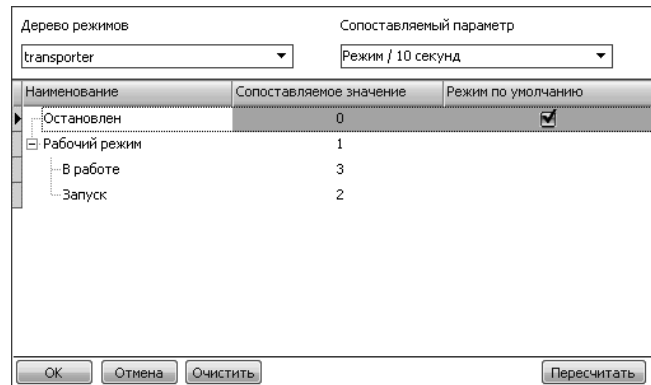 Дерево режимов Сопоставляемый параметр
transporter Режим / 10 секунд
Наименование Сопоставляемое значение Режим по умолчанию
Остановлен 0
Рабочий режим 1
В работе 3
Запуск 2
ОК Отмена Очистить Пересчитать